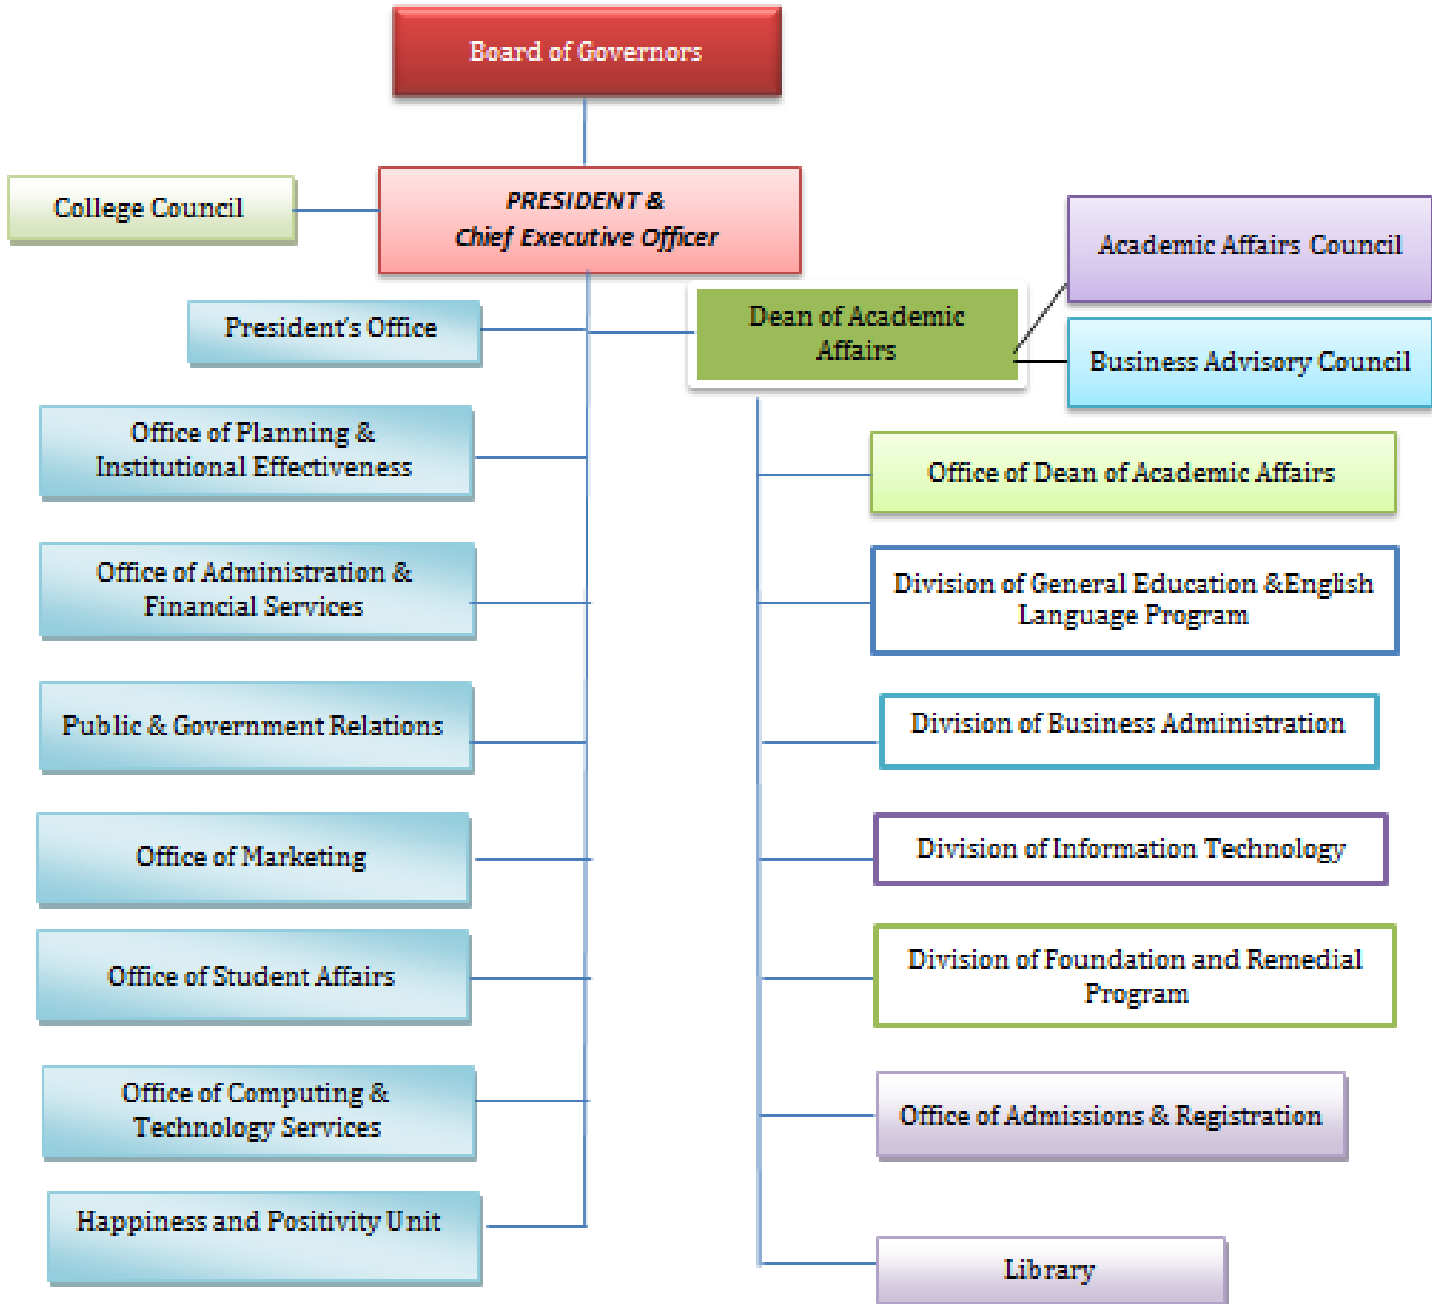 Board of Governors
College Council
PRESIDENT &
Chief Executive Officer
Academic Affairs Council
President's Office
Dean of Academic
Affairs
Business Advisory Council
Office of Planning &
Institutional Effectiveness
Office of Dean of Academic Affairs
Office of Administration &
Financial Services
Division of General Education &English
Language Program
Public & Government Relations
Division of Business Administration
Office of Marketing
Division of Information Technology
Office of Student Affairs
Division of Foundation and Remedial
Program
Office of Computing &
Technology Services
Office of Admissions & Registration
Happiness and Positivity Unit
Library